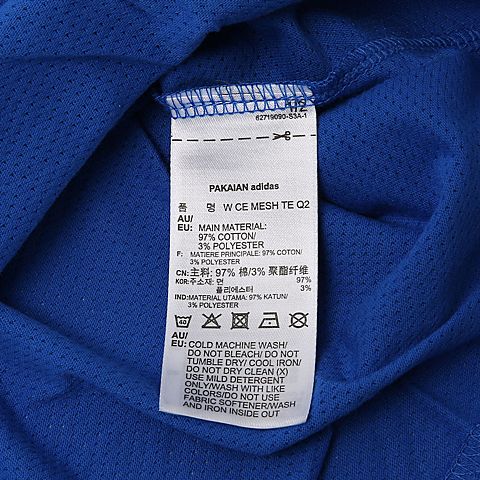 1/2
62719090-S3A-1
PAKAIAN adidas
품 명 W CE MESH TE Q2
AU/
EU: MAIN MATERIAL:
97% COTTON/
3% POLYESTER
F: MATIERE PRINCIPALE: 97% COTON/
3% POLYESTER
CN: 主料: 97% 棉/3% 聚酯纤维
KOR: 주소재: 면 97%
폴리에스터 3%
IND: MATERIAL UTAMA: 97% KATUN/
3% POLYESTER
40
AU/
EU: COLD MACHINE WASH/
DO NOT BLEACH/ DO NOT
TUMBLE DRY/ COOL IRON/
DO NOT DRY CLEAN (X)
USE MILD DETERGENT
ONLY/WASH WITH LIKE
COLORS/DO NOT USE
FABRIC SOFTENER/WASH
AND IRON INSIDE OUT